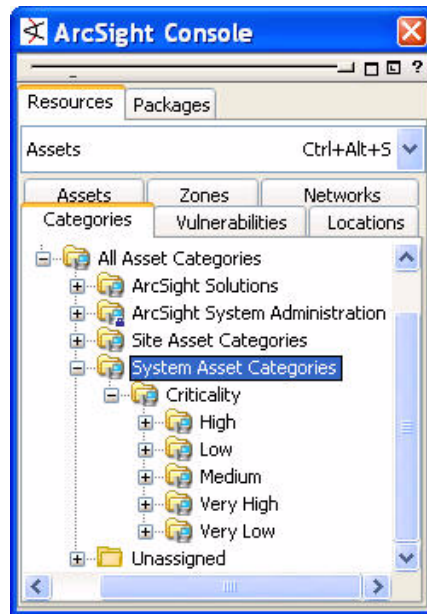 ArcSight Console
?
Resources Packages
Assets Ctrl+Alt+S
Assets Zones Networks
Categories Vulnerabilities Locations
All Asset Categories
ArcSight Solutions
ArcSight System Administration
Site Asset Categories
System Asset Categories
Criticality
High
Low
Medium
Very High
Very Low
Unassigned